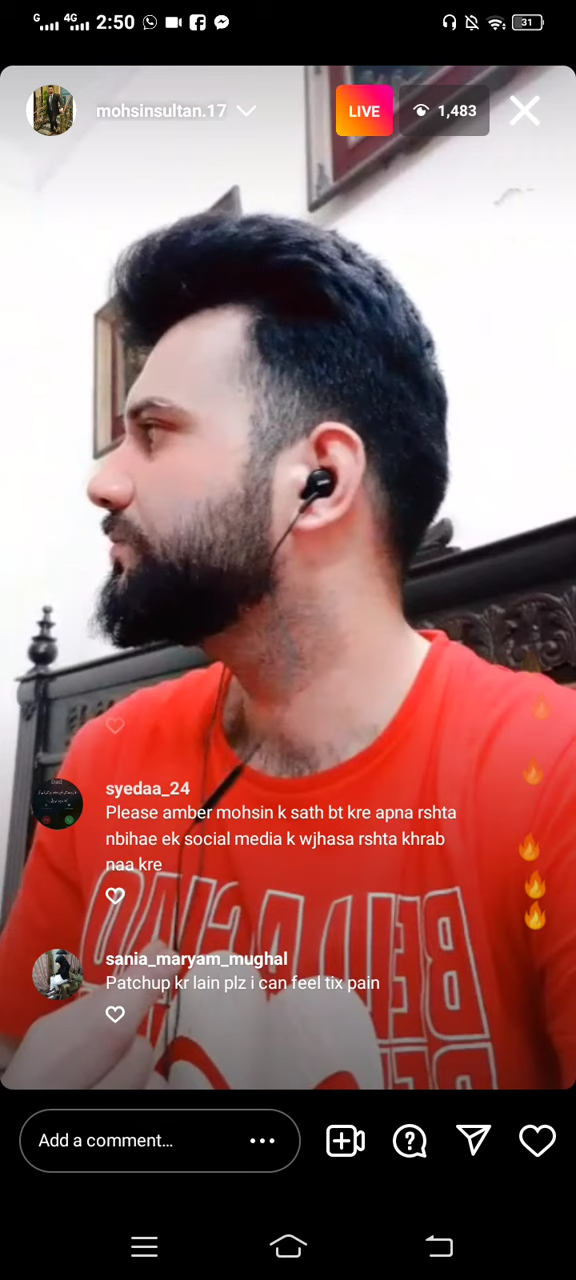 G 4G 2:50 31
mohsinsultan.17 LIVE 1,483
syedaa_24
Please amber mohsin k sath bt kre apna rshta
nbihae ek social media k wjhasa rshta khrab
naa kre
sania_maryam_mughal
Patchup kr lain plz i can feel tix pain
Add a comment...